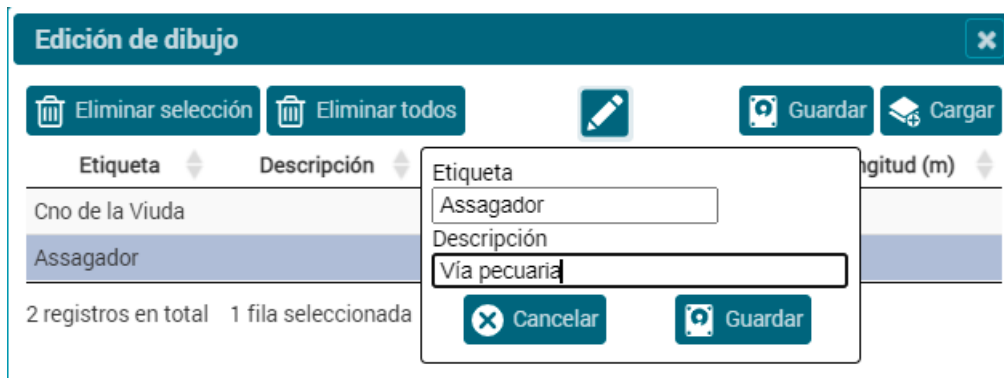 Edición de dibujo
Eliminar selección Eliminar todos Guardar Cargar
Etiqueta Descripción ngitud (m)
Etiqueta
Assagador
Descripción
Vía pecuaria
Cancelar Guardar
Cno de la Viuda
Assagador
2 registros en total 1 fila seleccionada